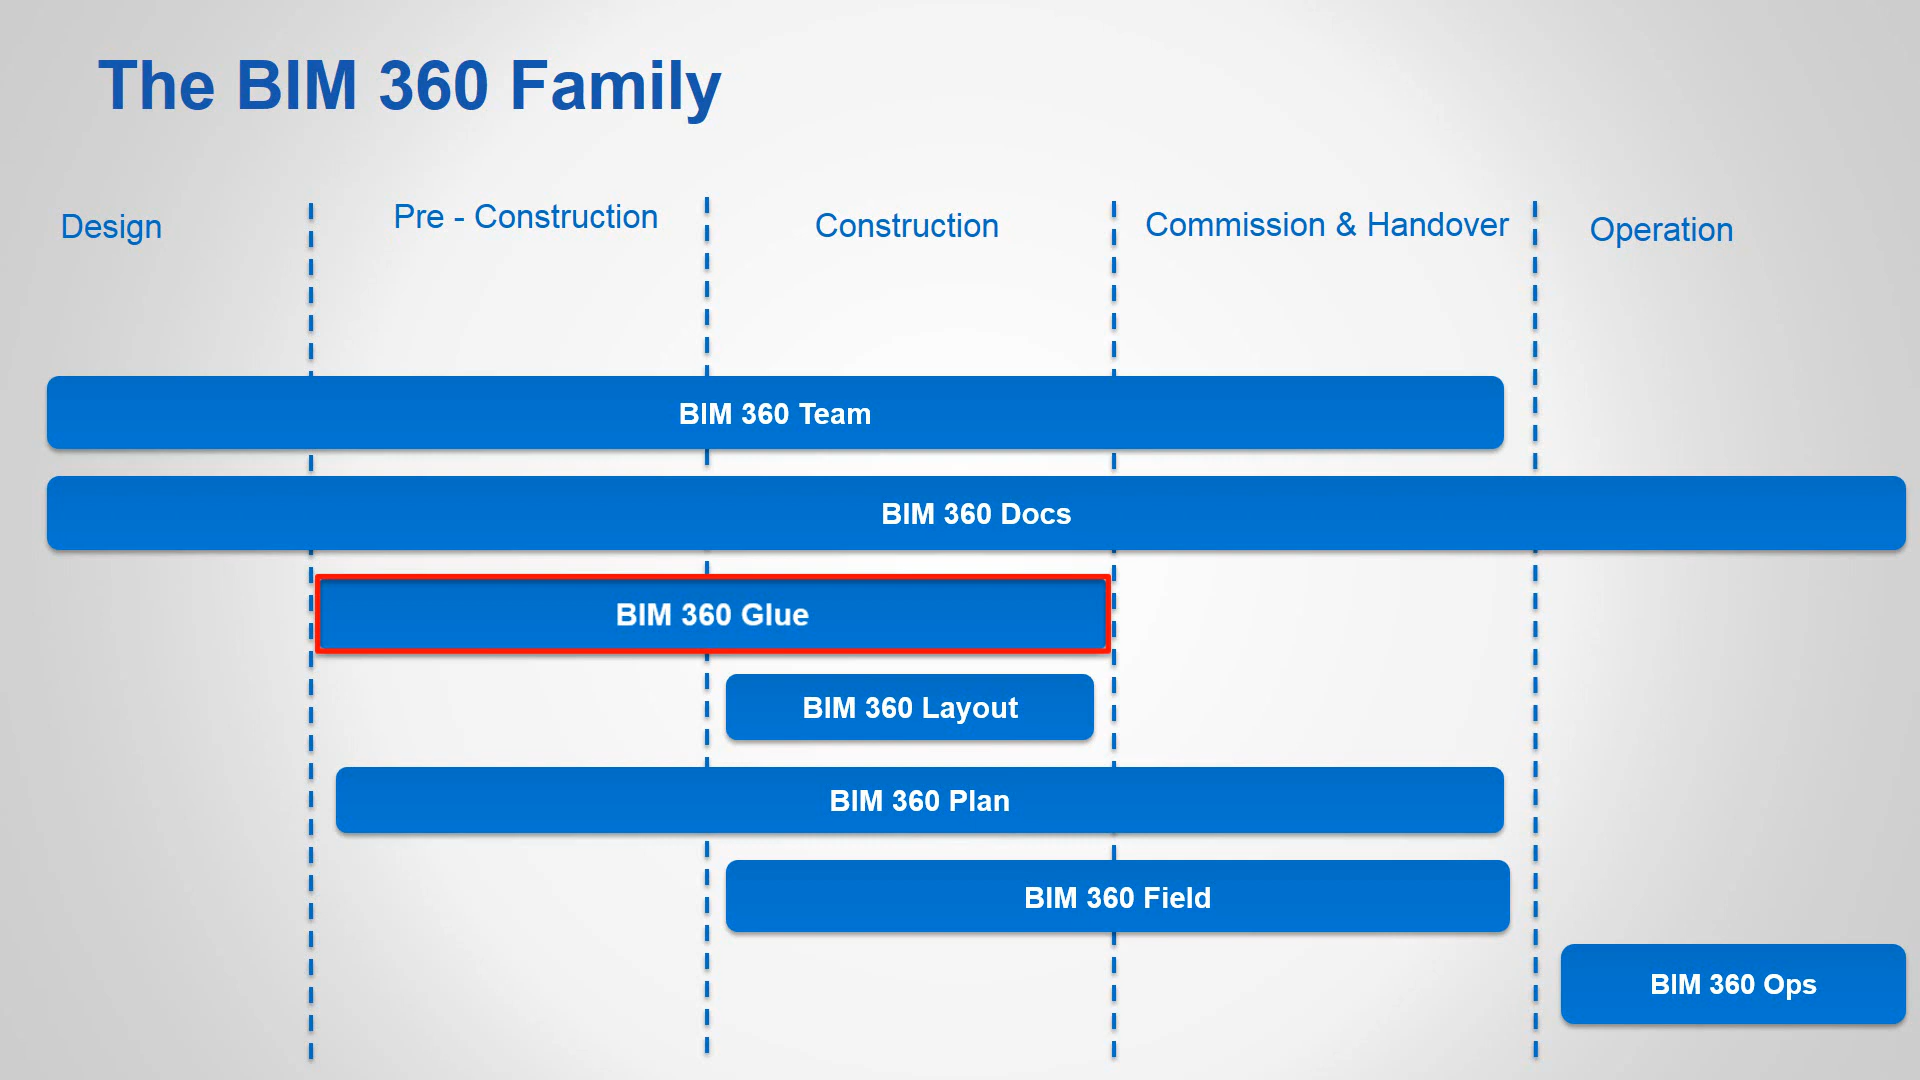 The BIM 360 Family
Design
Pre - Construction
Construction
Commission & Handover
Operation
BIM 360 Team
BIM 360 Docs
BIM 360 Glue
BIM 360 Layout
BIM 360 Plan
BIM 360 Field
BIM 360 Ops